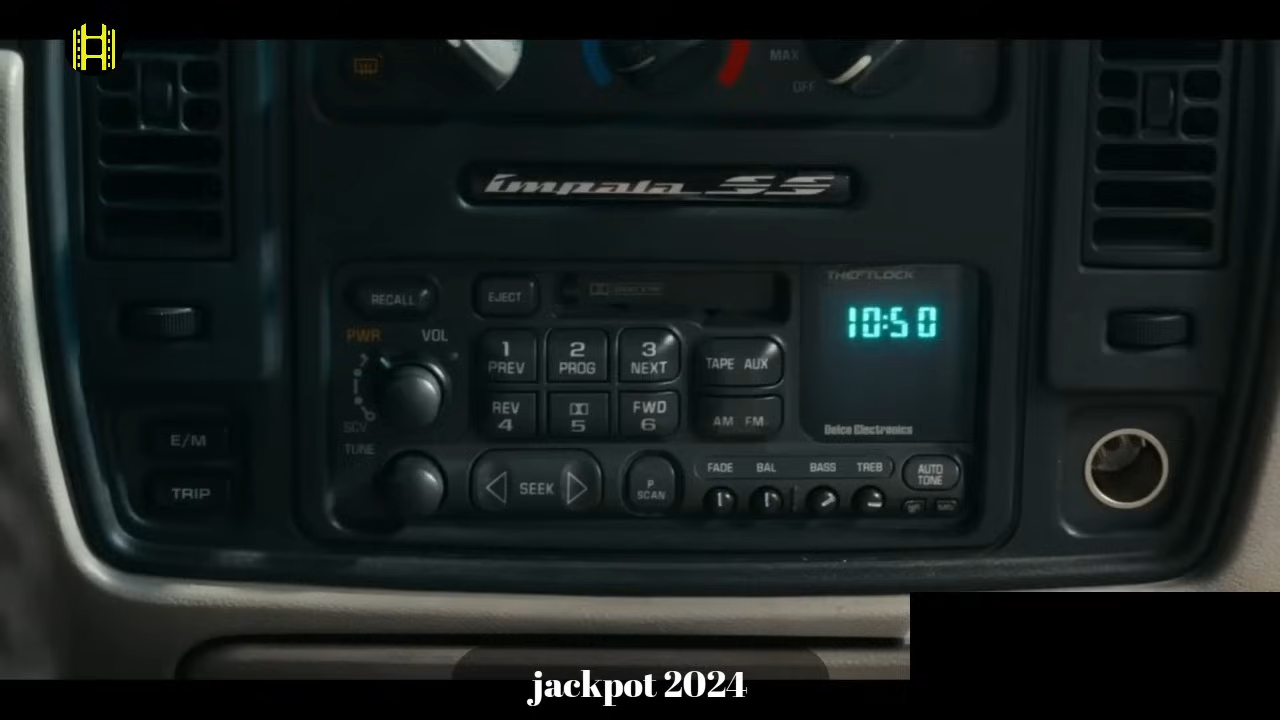 MAX
OFF
impala SS
THEFTLOCK
RECALL
EJECT
10:50
PWR VOL
1 PREV
2 PROG
3 NEXT
TAPE AUX
REV 4
5
FWD 6
AM FM
Delco Electronics
SCV
TUNE
E/M
TRIP
SEEK
P SCAN
FADE BAL BASS TREB
AUTO TONE
jackpot 2024